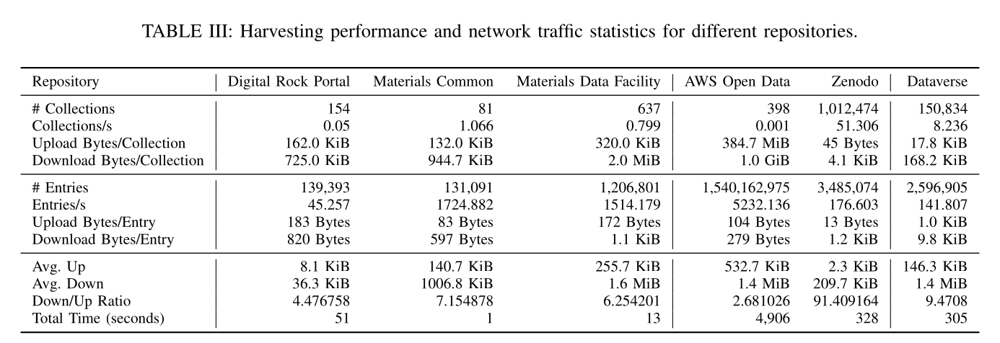 TABLE III: Harvesting performance and network traffic statistics for different repositories.
Repository Digital Rock Portal Materials Common Materials Data Facility AWS Open Data Zenodo Dataverse
# Collections 154 81 637 398 1,012,474 150,834
Collections/s 0.05 1.066 0.799 0.001 51.306 8.236
Upload Bytes/Collection 162.0 KiB 132.0 KiB 320.0 KiB 384.7 MiB 45 Bytes 17.8 KiB
Download Bytes/Collection 725.0 KiB 944.7 KiB 2.0 MiB 1.0 GiB 4.1 KiB 168.2 KiB
# Entries 139,393 131,091 1,206,801 1,540,162,975 3,485,074 2,596,905
Entries/s 45.257 1724.882 1514.179 5232.136 176.603 141.807
Upload Bytes/Entry 183 Bytes 83 Bytes 172 Bytes 104 Bytes 13 Bytes 1.0 KiB
Download Bytes/Entry 820 Bytes 597 Bytes 1.1 KiB 279 Bytes 1.2 KiB 9.8 KiB
Avg. Up 8.1 KiB 140.7 KiB 255.7 KiB 532.7 KiB 2.3 KiB 146.3 KiB
Avg. Down 36.3 KiB 1006.8 KiB 1.6 MiB 1.4 MiB 209.7 KiB 1.4 MiB
Down/Up Ratio 4.476758 7.154878 6.254201 2.681026 91.409164 9.4708
Total Time (seconds) 51 1 13 4,906 328 305